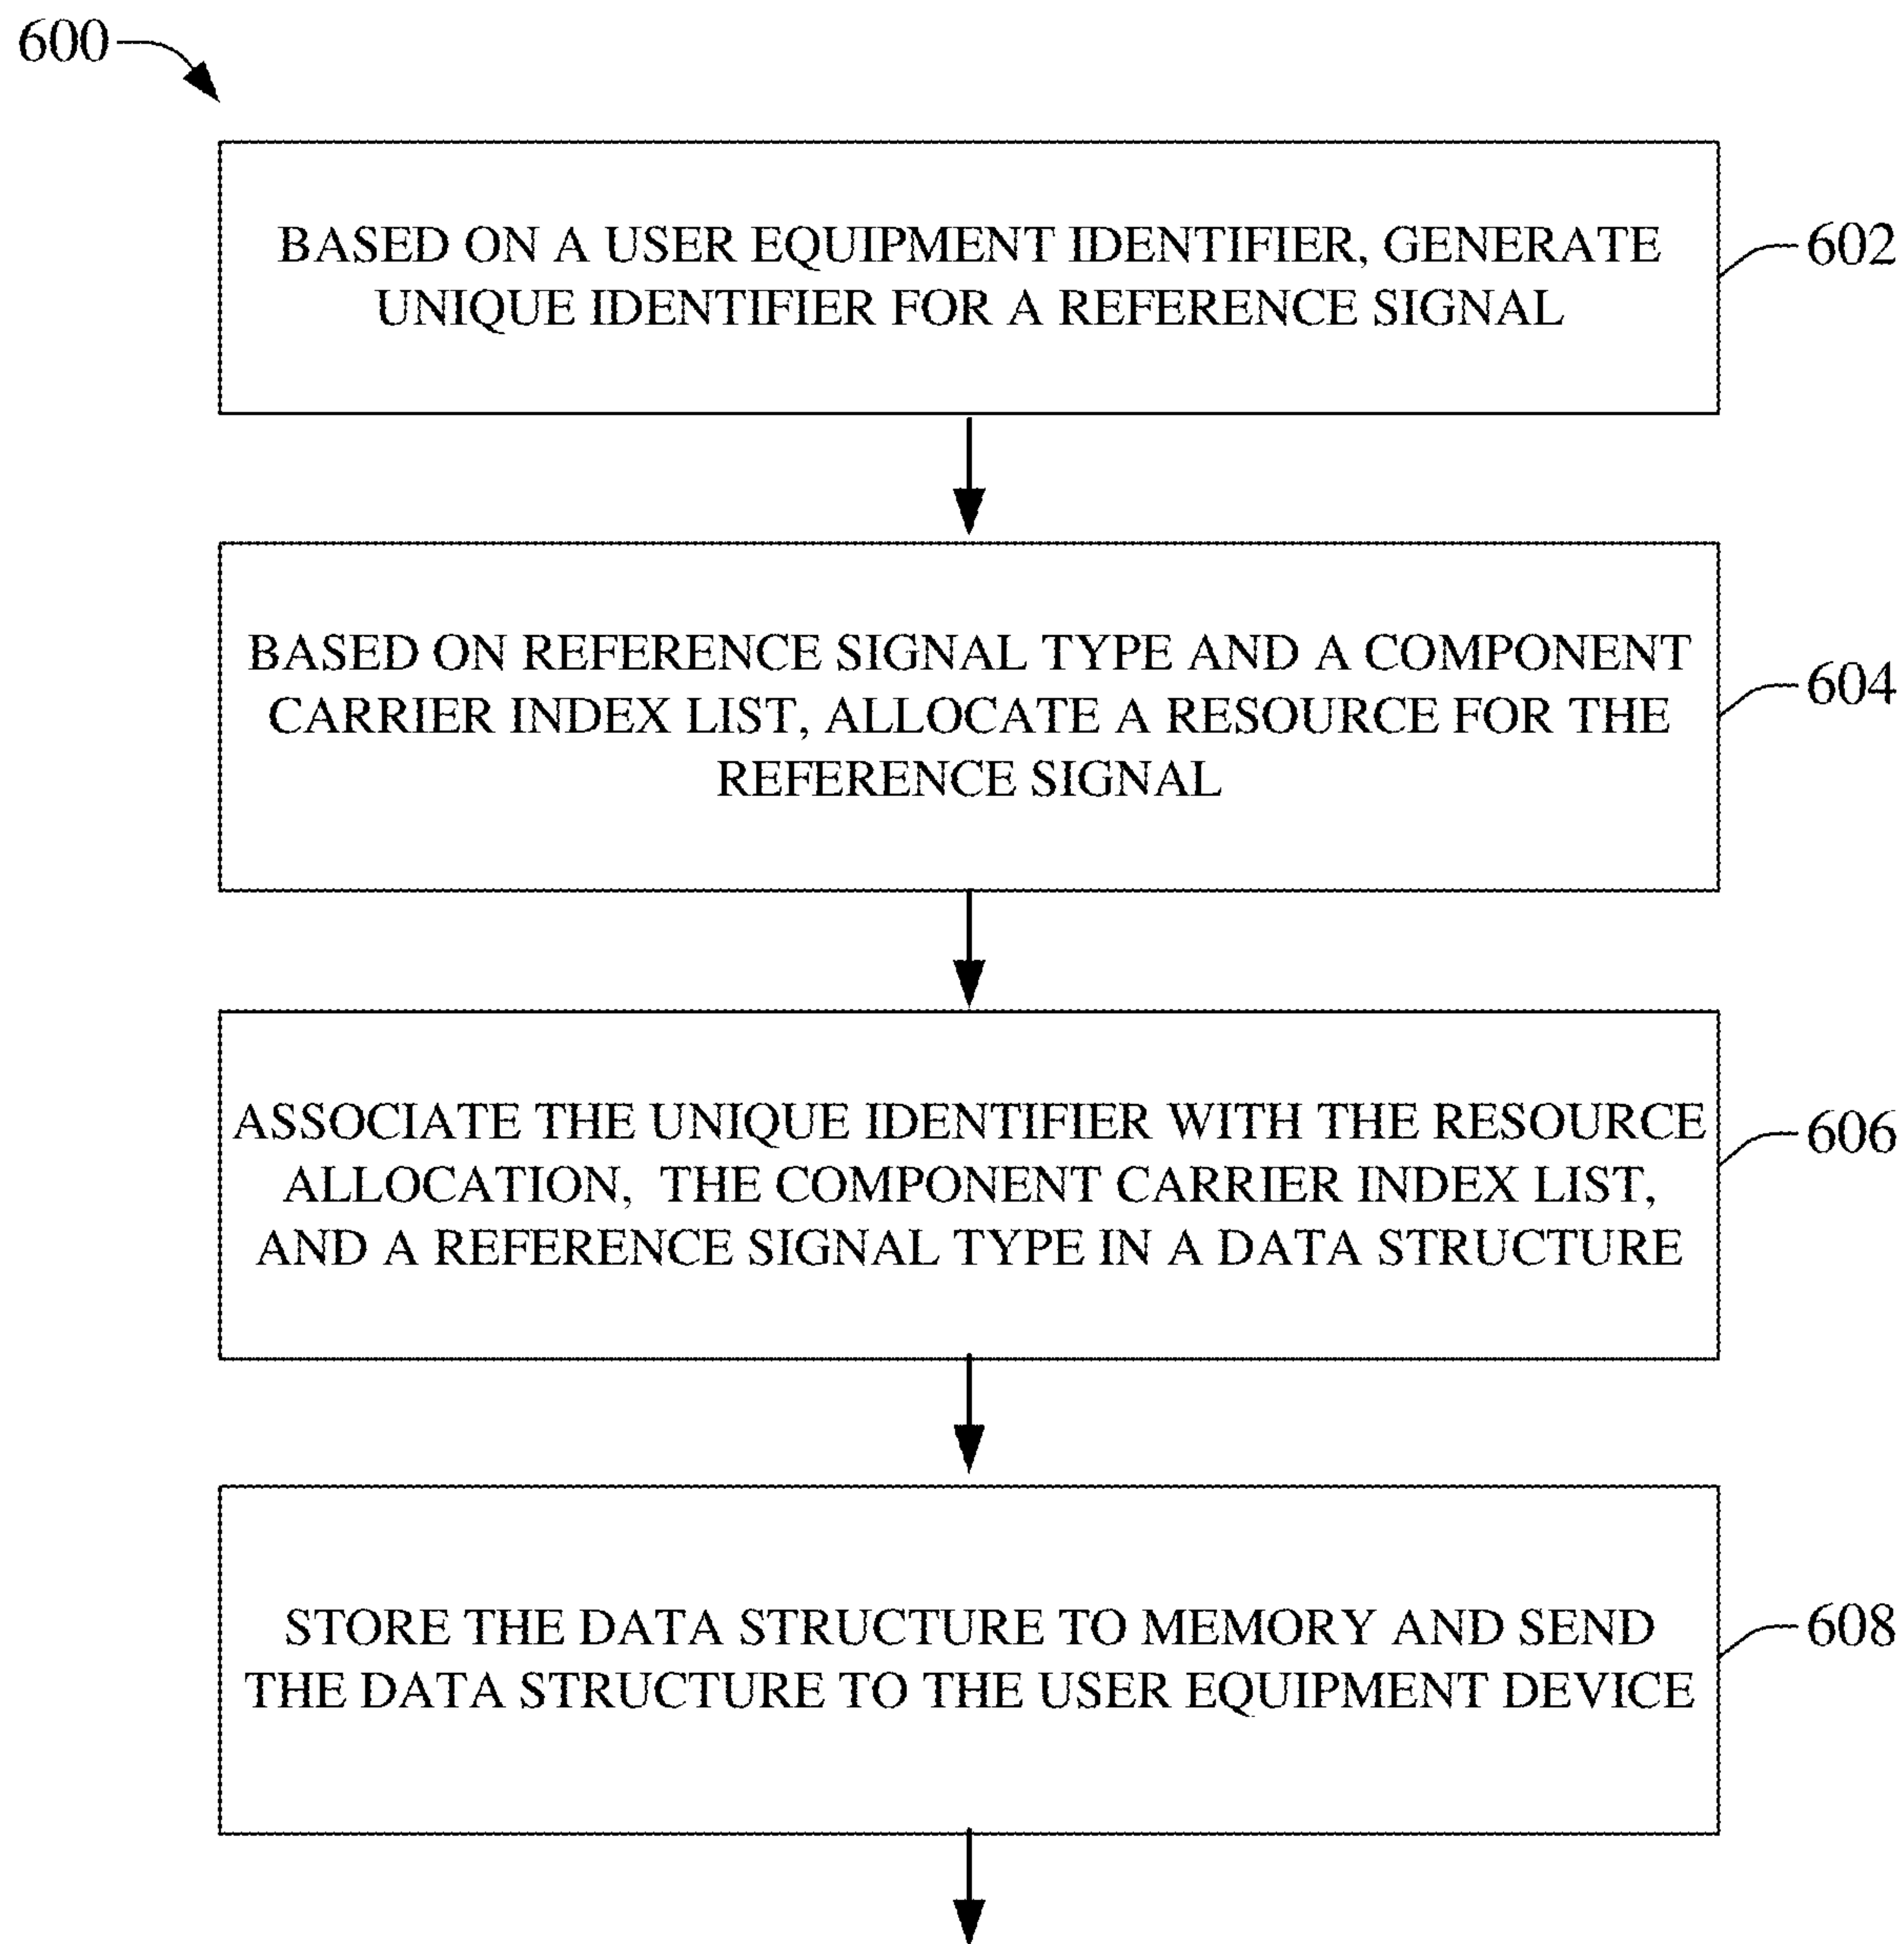 600
BASED ON A USER EQUIPMENT IDENTIFIER, GENERATE
UNIQUE IDENTIFIER FOR A REFERENCE SIGNAL
602
BASED ON REFERENCE SIGNAL TYPE AND A COMPONENT
CARRIER INDEX LIST, ALLOCATE A RESOURCE FOR THE
REFERENCE SIGNAL
604
ASSOCIATE THE UNIQUE IDENTIFIER WITH THE RESOURCE
ALLOCATION, THE COMPONENT CARRIER INDEX LIST,
AND A REFERENCE SIGNAL TYPE IN A DATA STRUCTURE
606
STORE THE DATA STRUCTURE TO MEMORY AND SEND
THE DATA STRUCTURE TO THE USER EQUIPMENT DEVICE
608